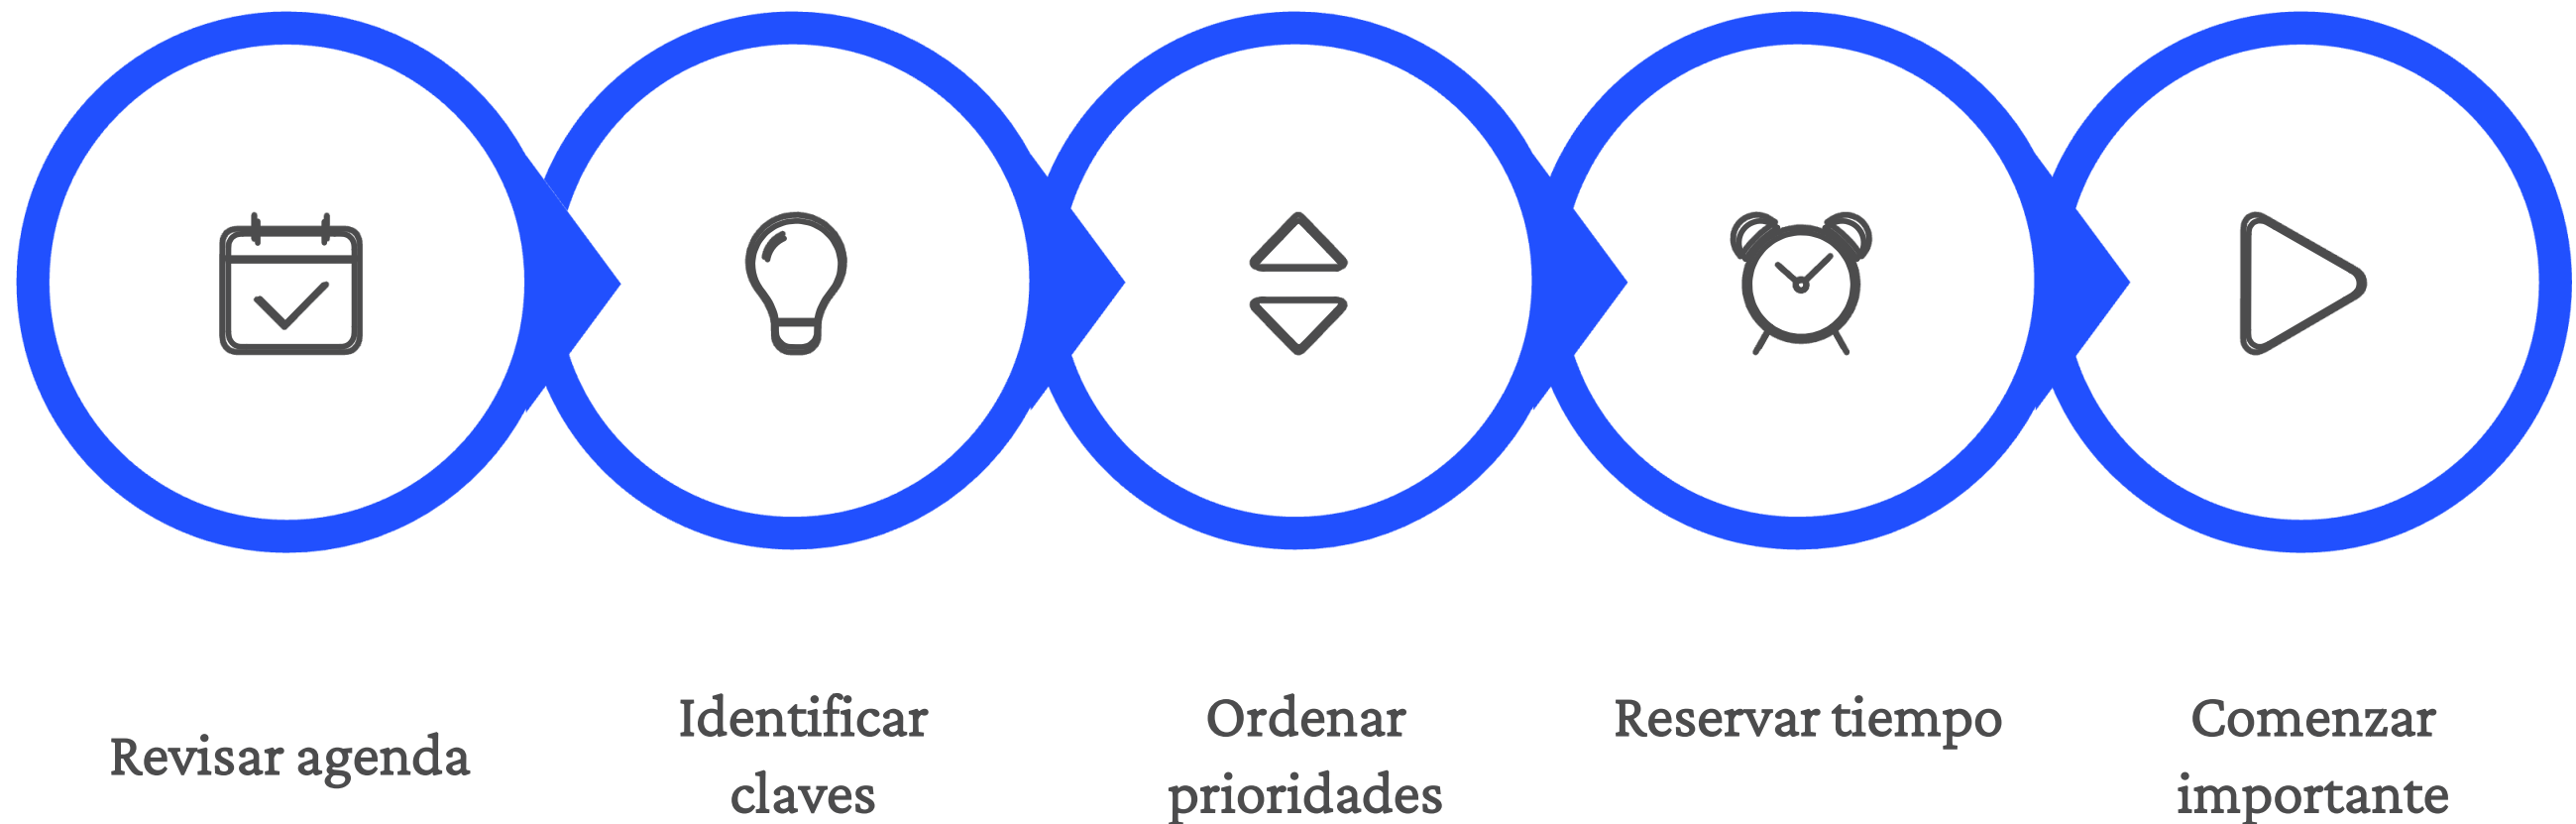 Revisar agenda
Identificar
claves
Ordenar
prioridades
Reservar tiempo
Comenzar
importante